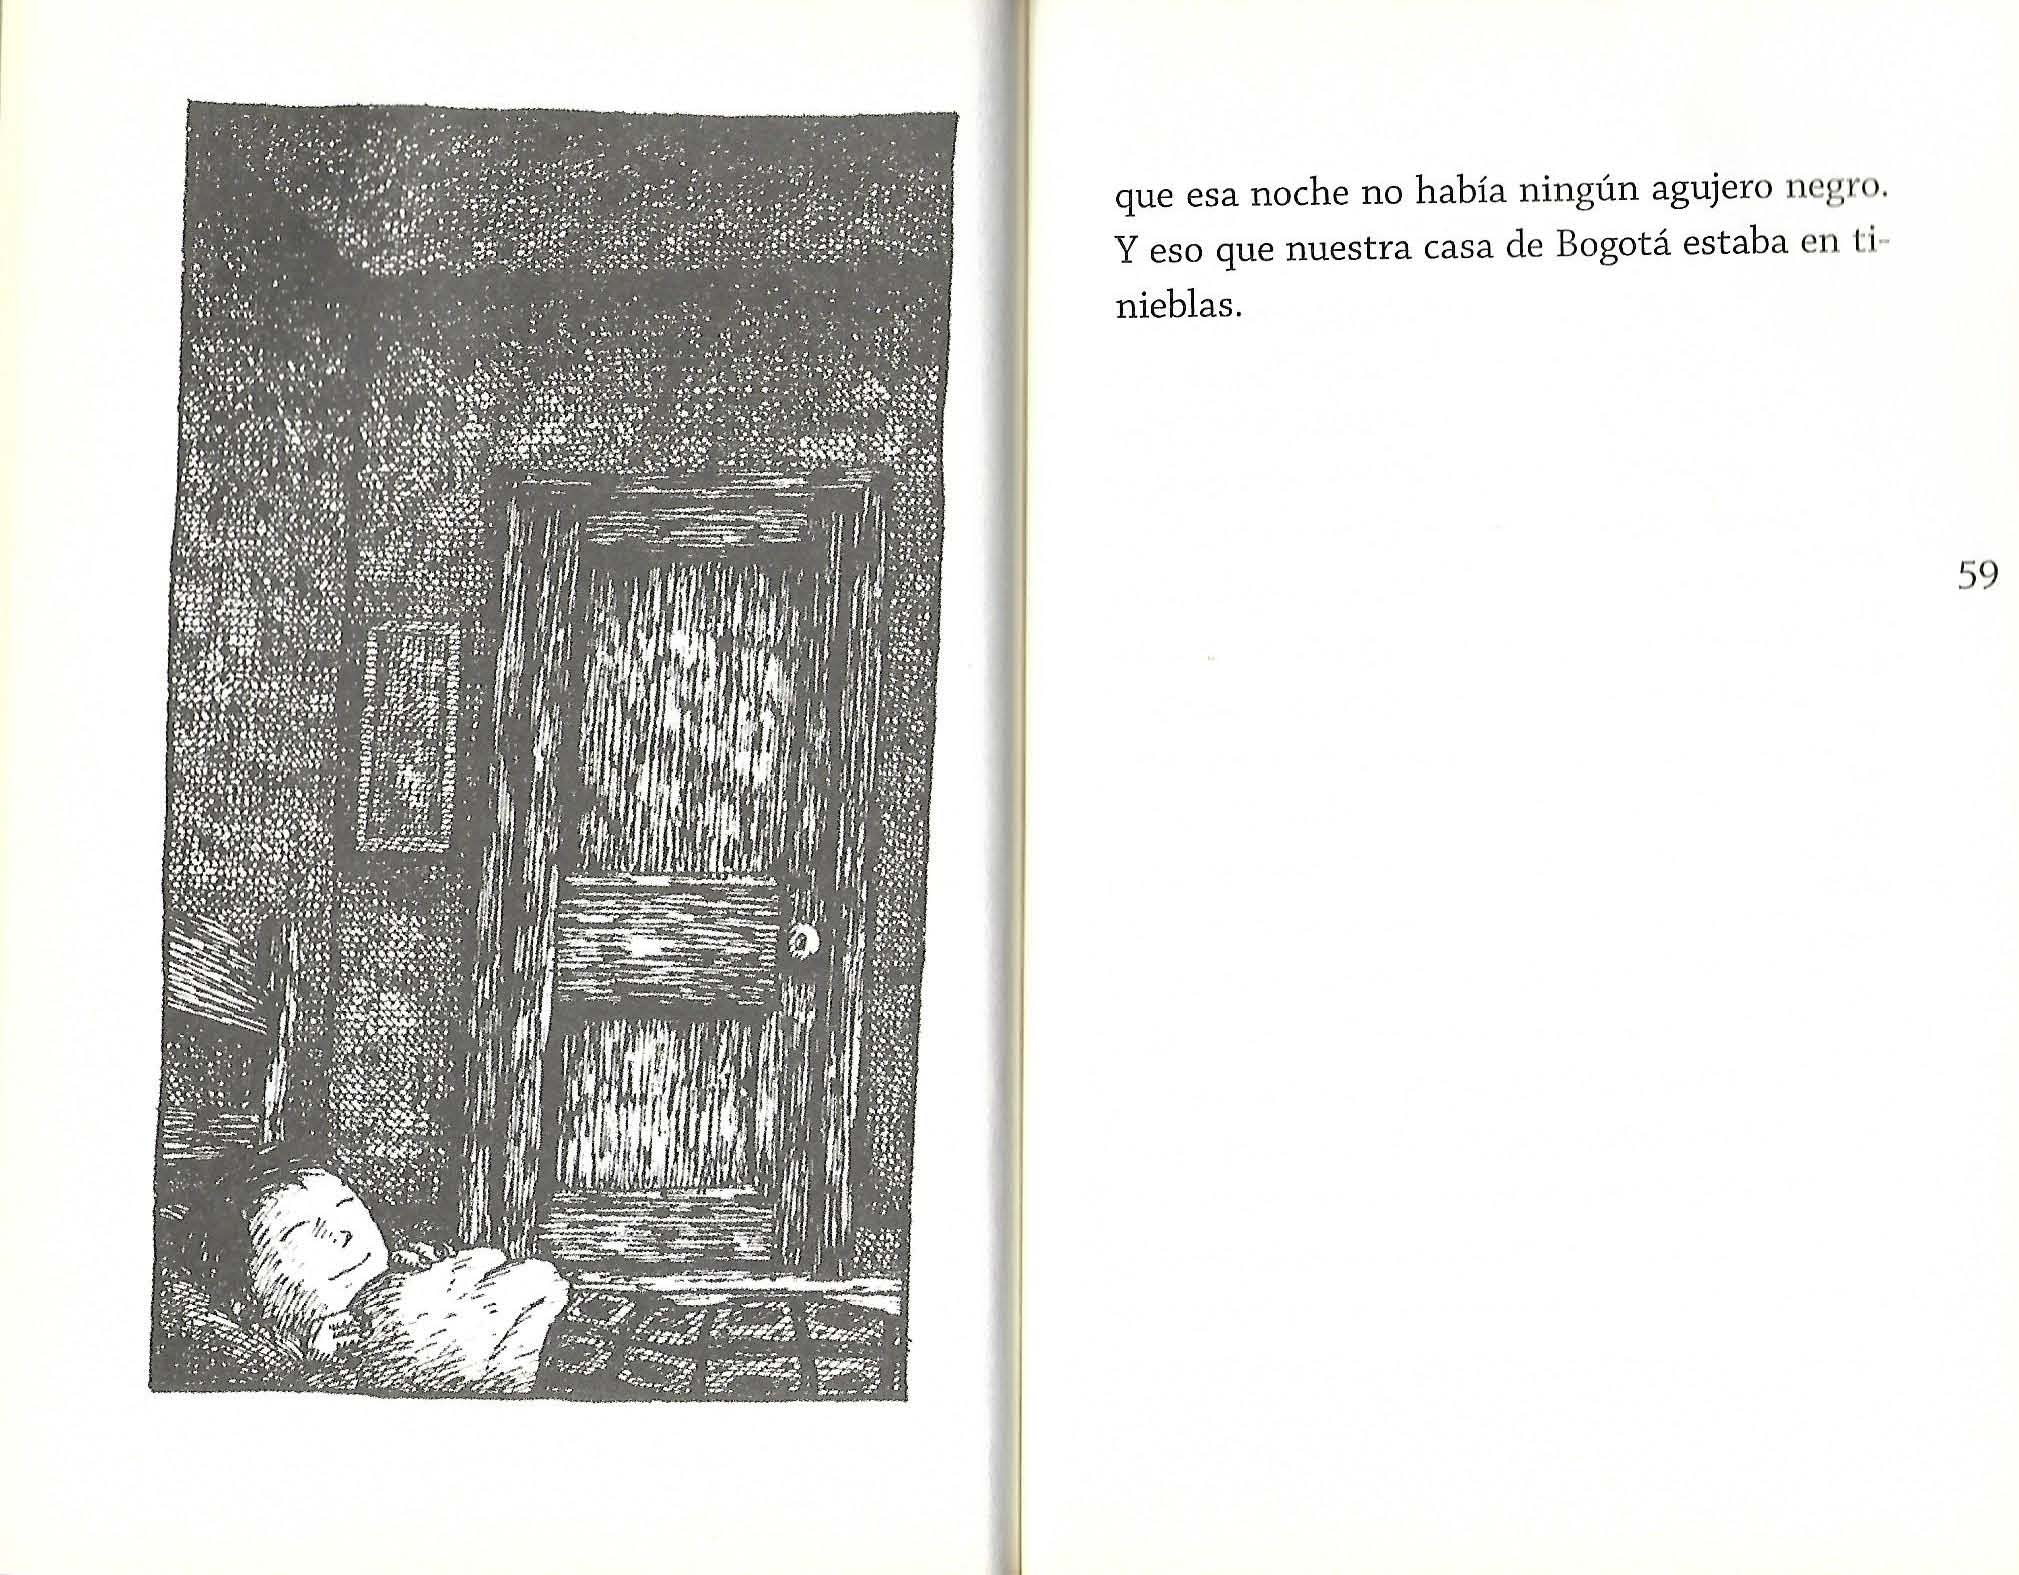 que esa noche no había ningún agujero negro.
Y eso que nuestra casa de Bogotá estaba en ti-
nieblas.
59